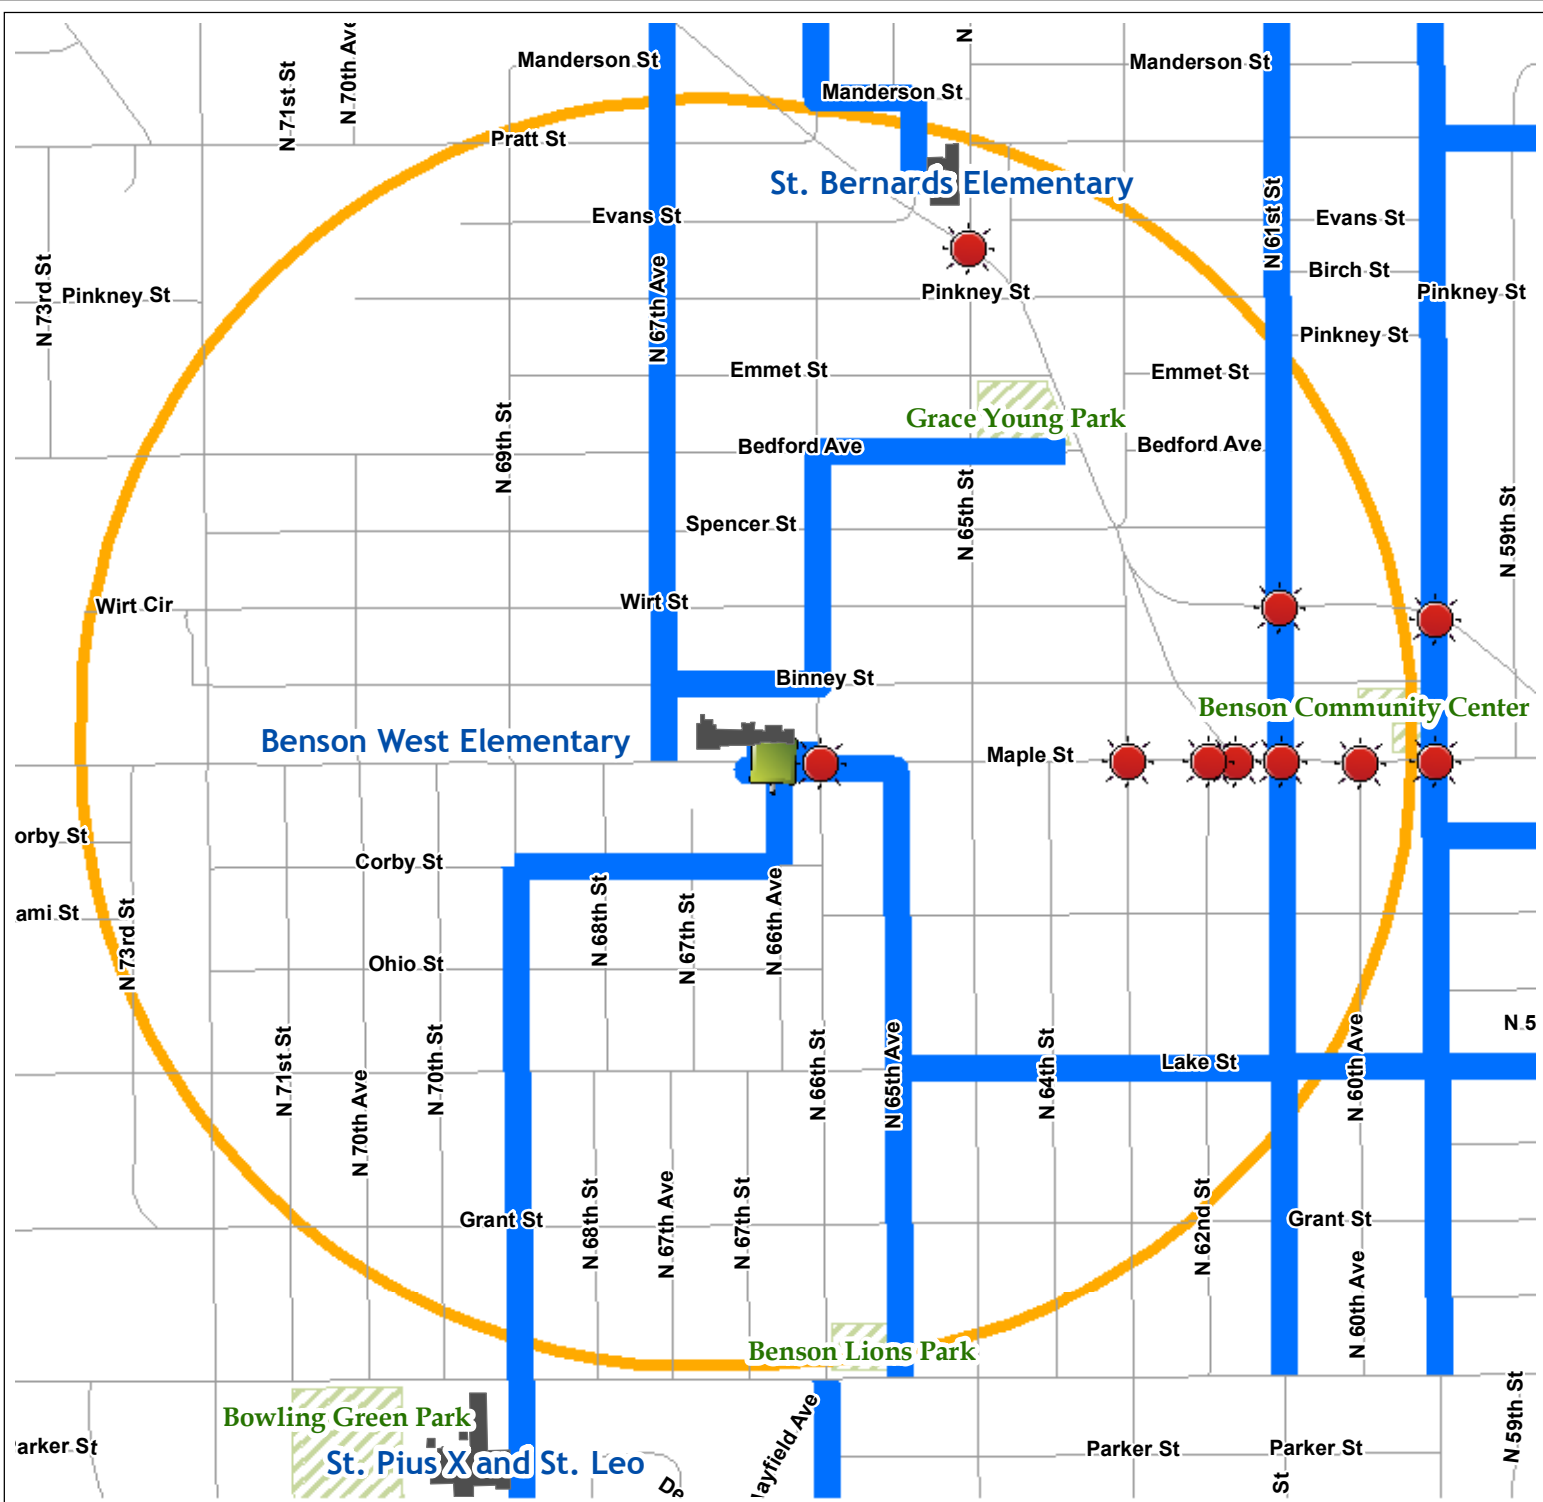 N 70th Ave
N
Manderson St
Manderson St
N 71st St
Manderson St
Pratt St
St. Bernards Elementary
Evans St
N 61st St
Evans St
N 73rd St
N 67th Ave
Birch St
Pinkney St
Pinkney St
Pinkney St
Pinkney St
Emmet St
Emmet St
N 69th St
Grace Young Park
Bedford Ave
Bedford Ave
N 65th St
Spencer St
N 59th St
Wirt Cir
Wirt St
Binney St
Benson Community Center
Benson West Elementary
Maple St
orby St
Corby St
ami St
N 73rd St
N 68th St
N 67th St
N 66th Ave
Ohio St
N 5
N 71st St
N 70th Ave
N 70th St
N 66th St
N 65th Ave
N 64th St
Lake St
N 60th Ave
Grant St
N 68th St
N 67th Ave
N 67th St
N 62nd St
Grant St
N 60th Ave
Benson Lions Park
Bowling Green Park
St. Pius X and St. Leo
arker St
De
ayfield Ave
Parker St
Parker St
St
N 59th St